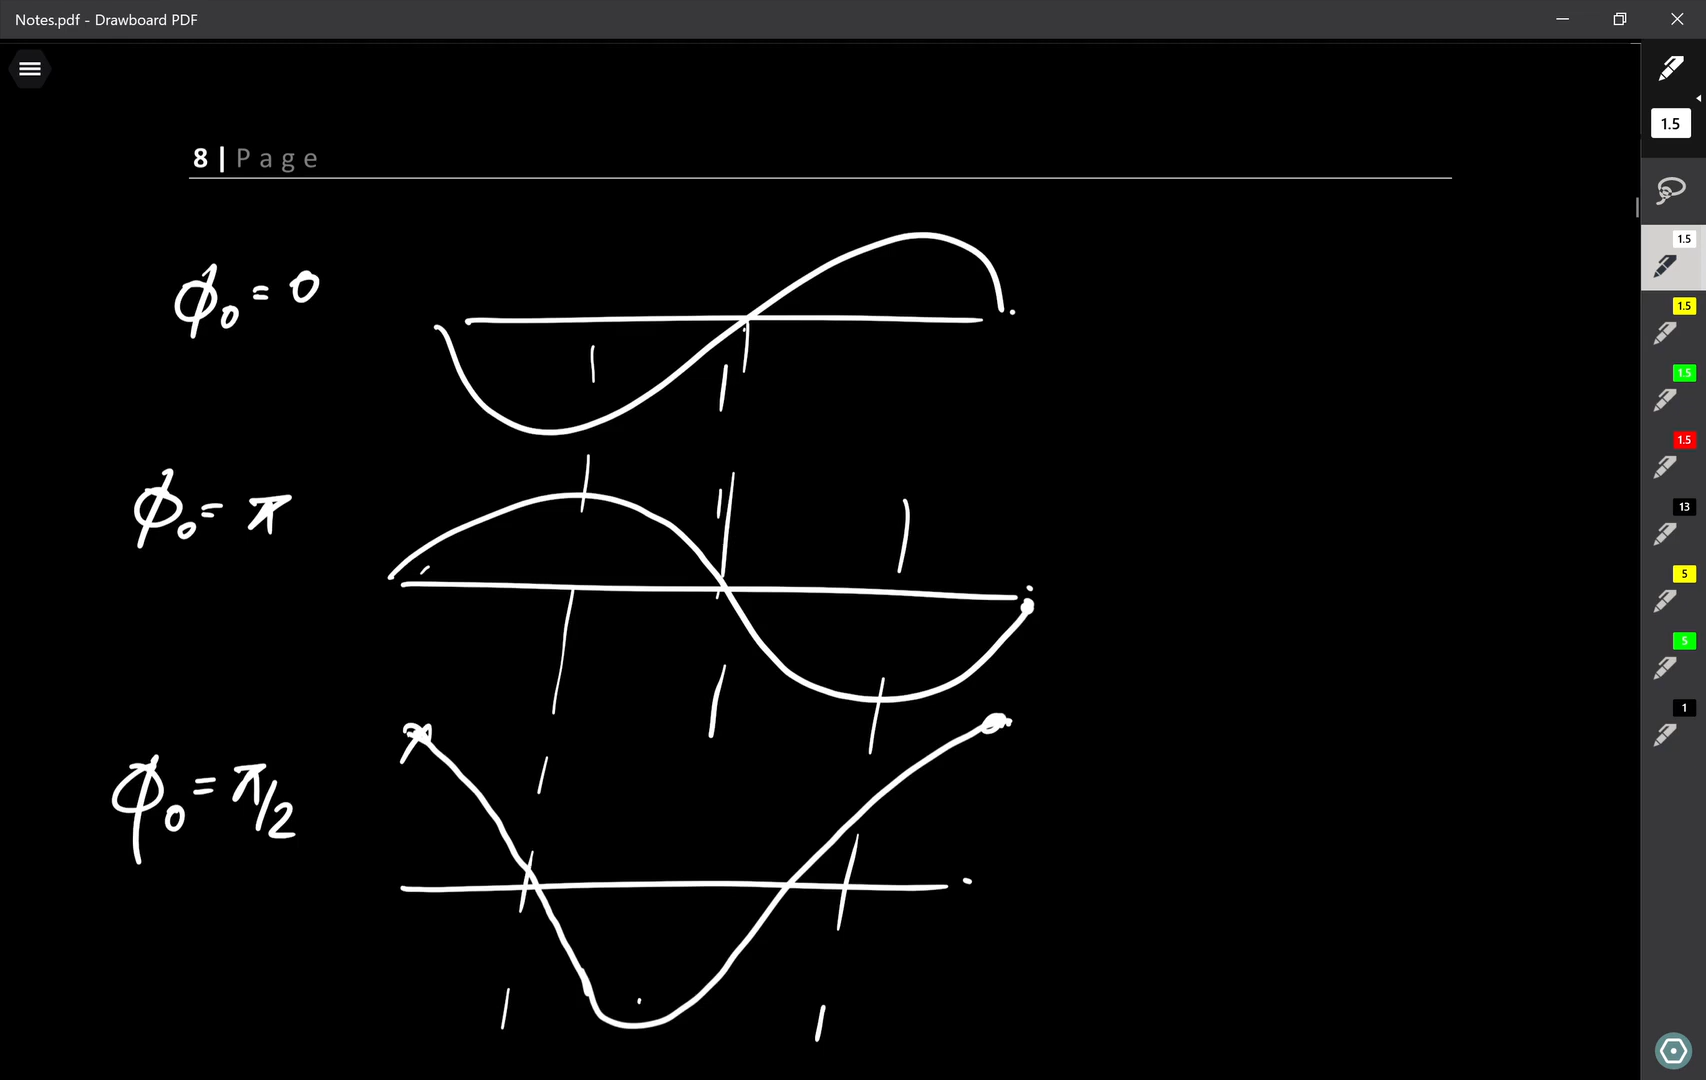 Notes.pdf - Drawboard PDF
1.5
8 | Page
1.5
ϕ₀ = 0
1.5
1.5
1.5
ϕ₀ = π
13
5
5
1
ϕ₀ = π/2